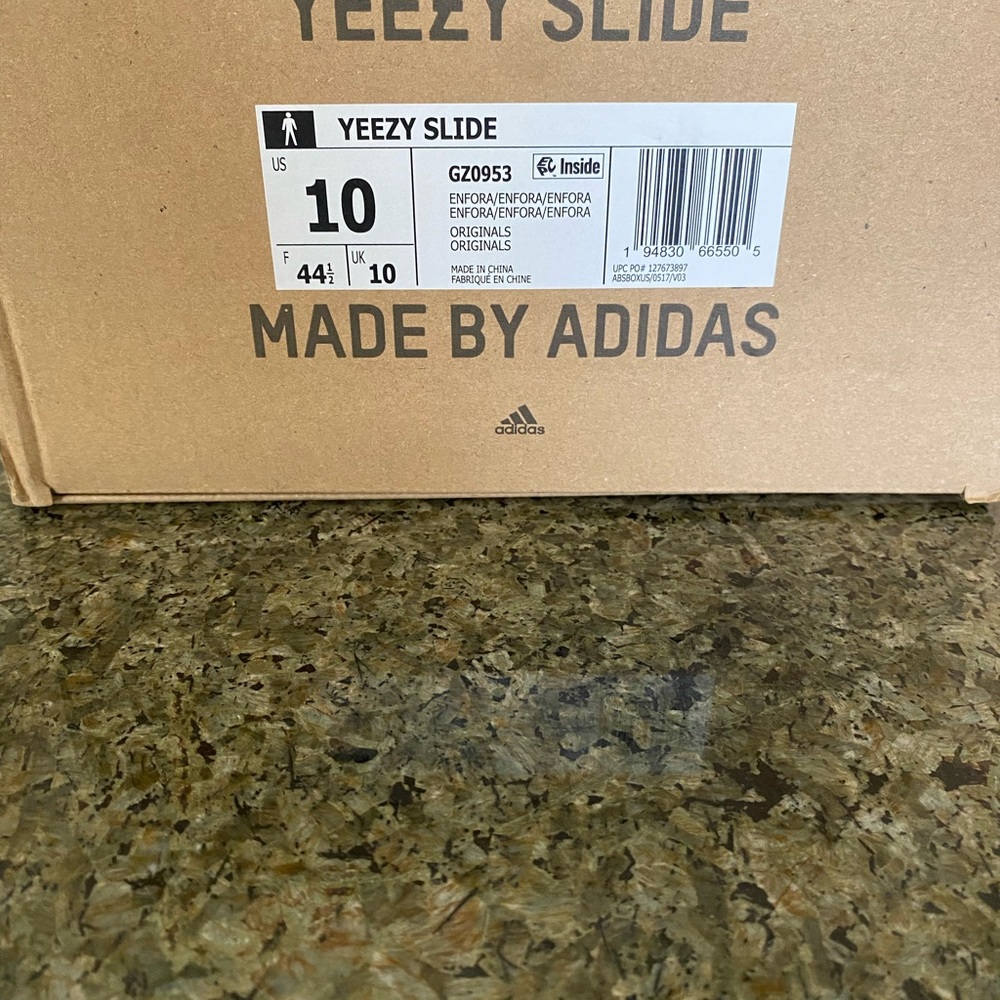 YEEZY SLIDE
YEEZY SLIDE
US
10
F
44½
UK
10
GZ0953
Inside
ENFORA/ENFORA/ENFORA
ENFORA/ENFORA/ENFORA
ORIGINALS
ORIGINALS
MADE IN CHINA
FABRIQUÉ EN CHINE
1 94830 66550 5
UPC PO# 127673897
ABSBOXUS/0517/V03
MADE BY ADIDAS
adidas